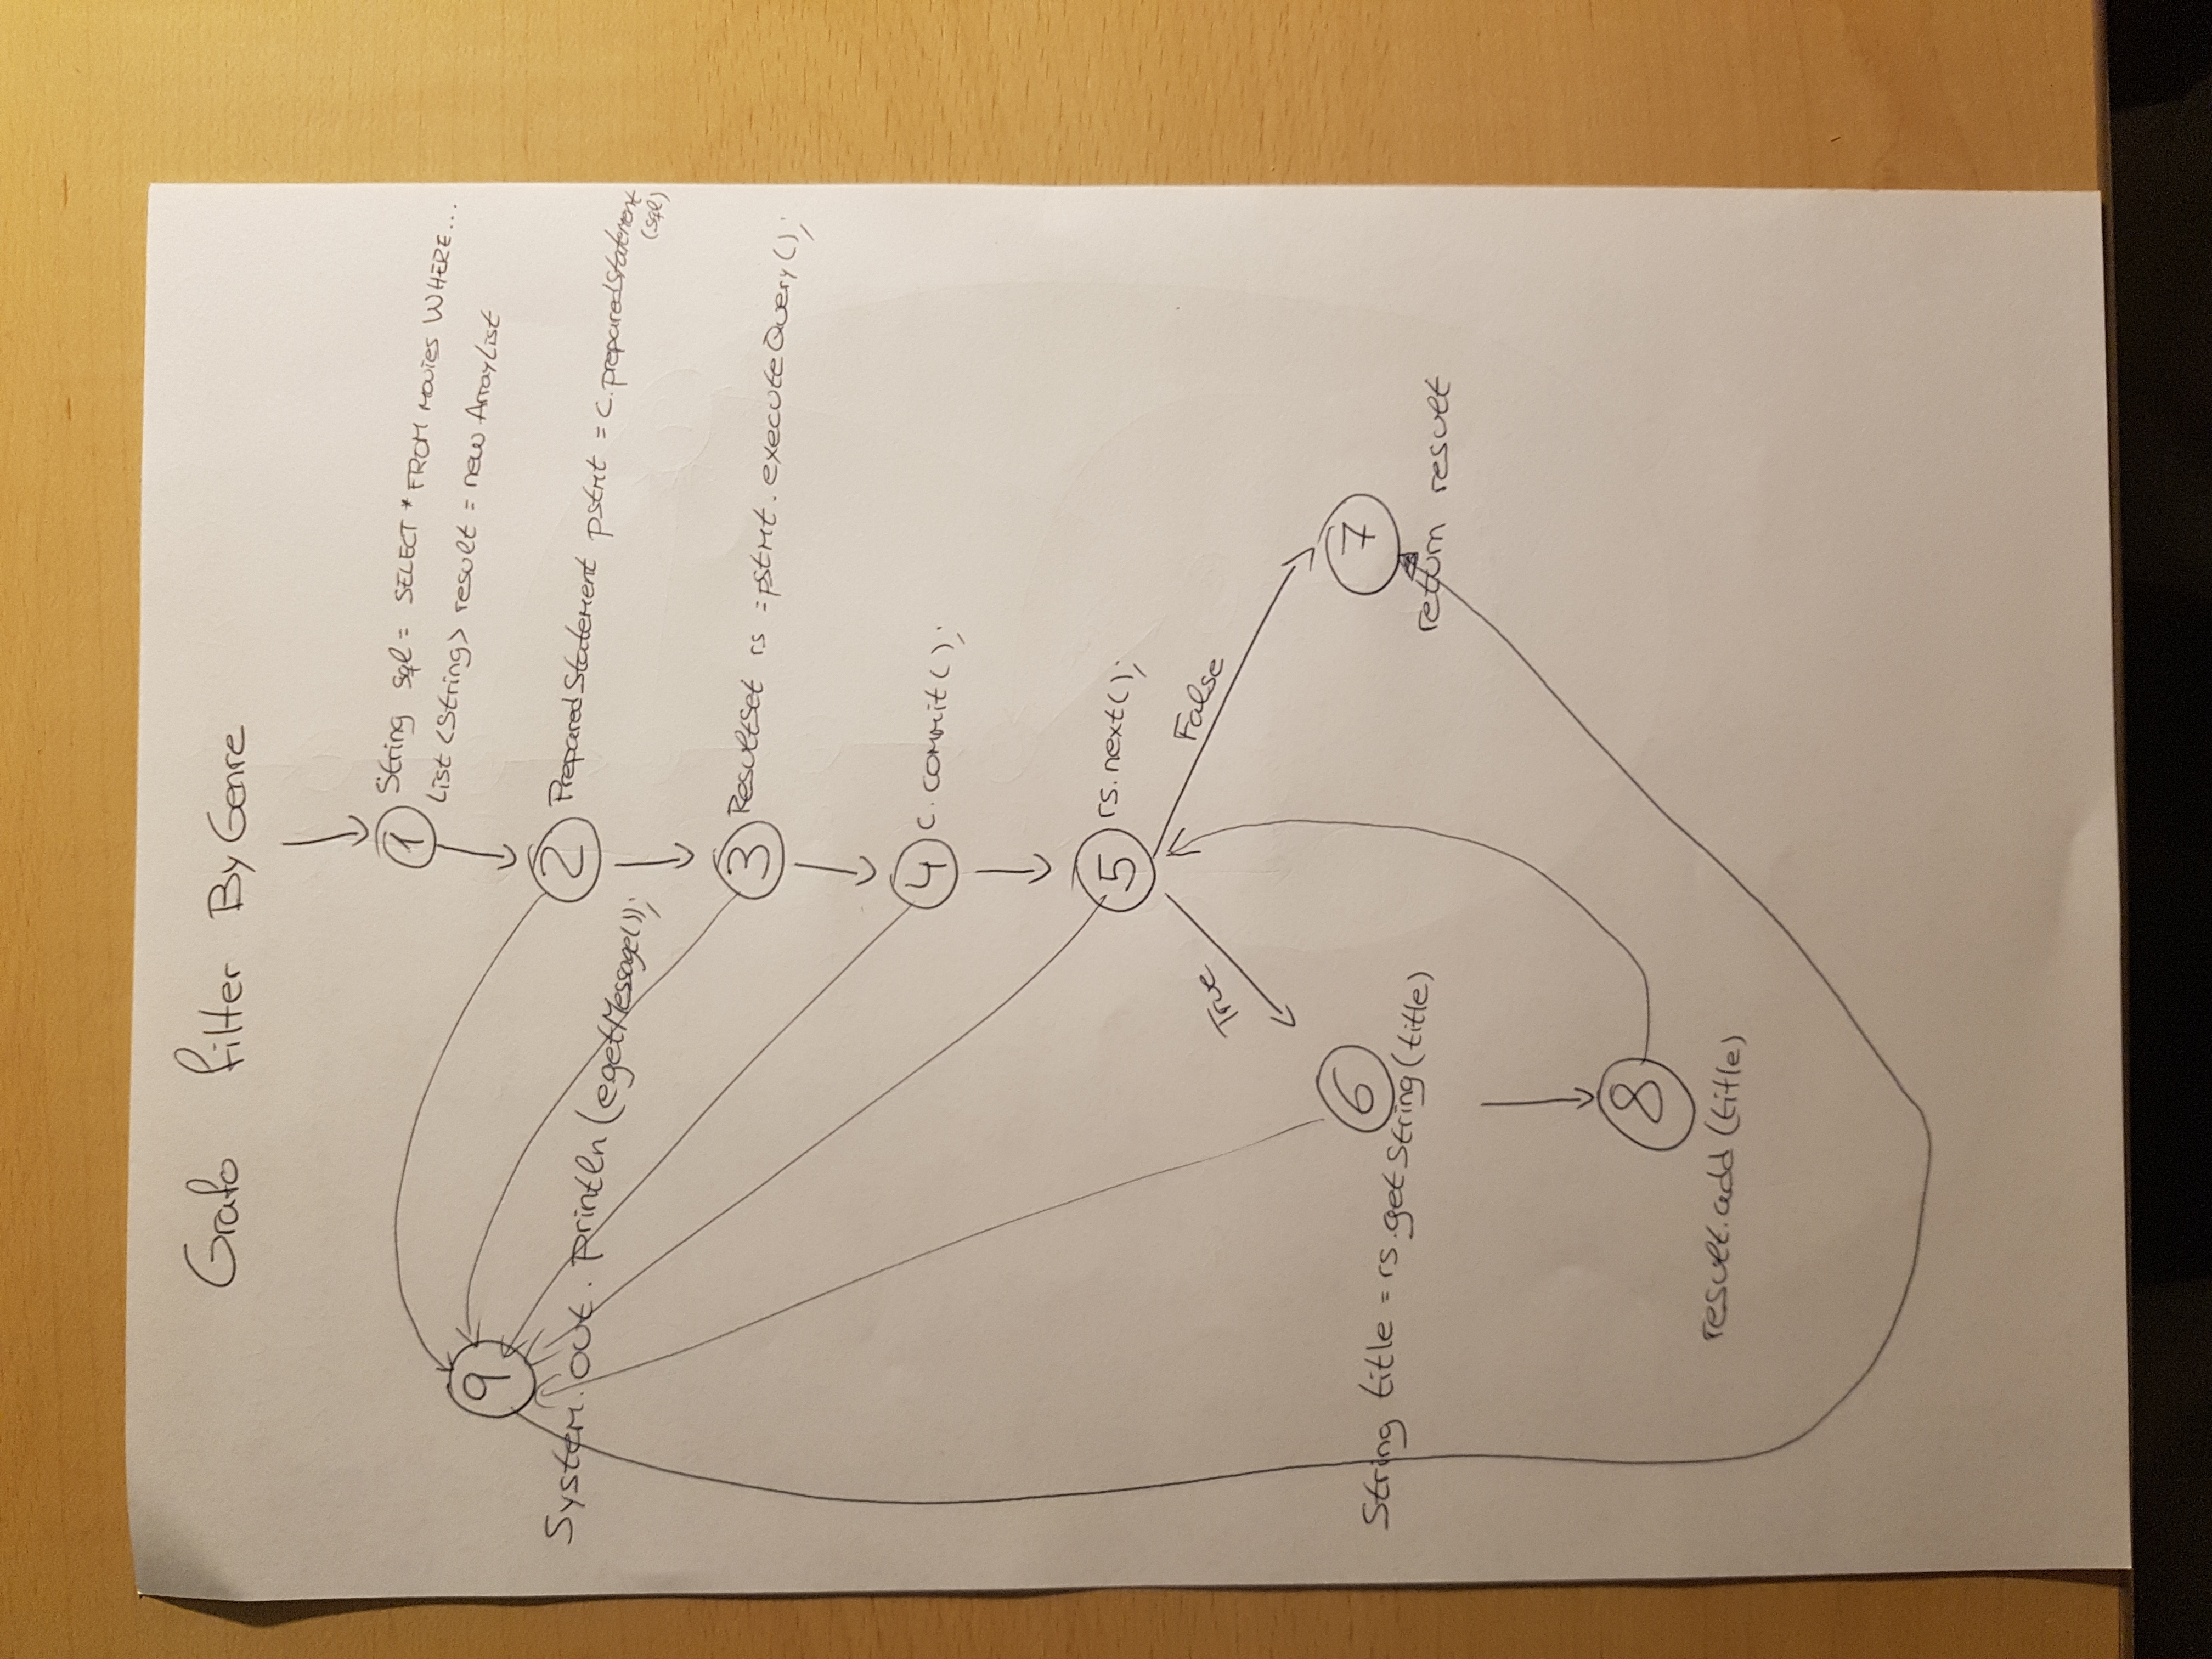 Grafo filter By Genre
1 String sql = SELECT * FROM movies WHERE...
List <String> result = new ArrayList
9
System.out.println(egetMessage());
2 PreparedStatement pstmt = c.preparedStatement
(sql)
3 ResultSet rs = pstmt.executeQuery();
4 c.commit();
5 rs.next();
True
False
6
String title = rs.getString(title)
7
return result
8
result.add(title)